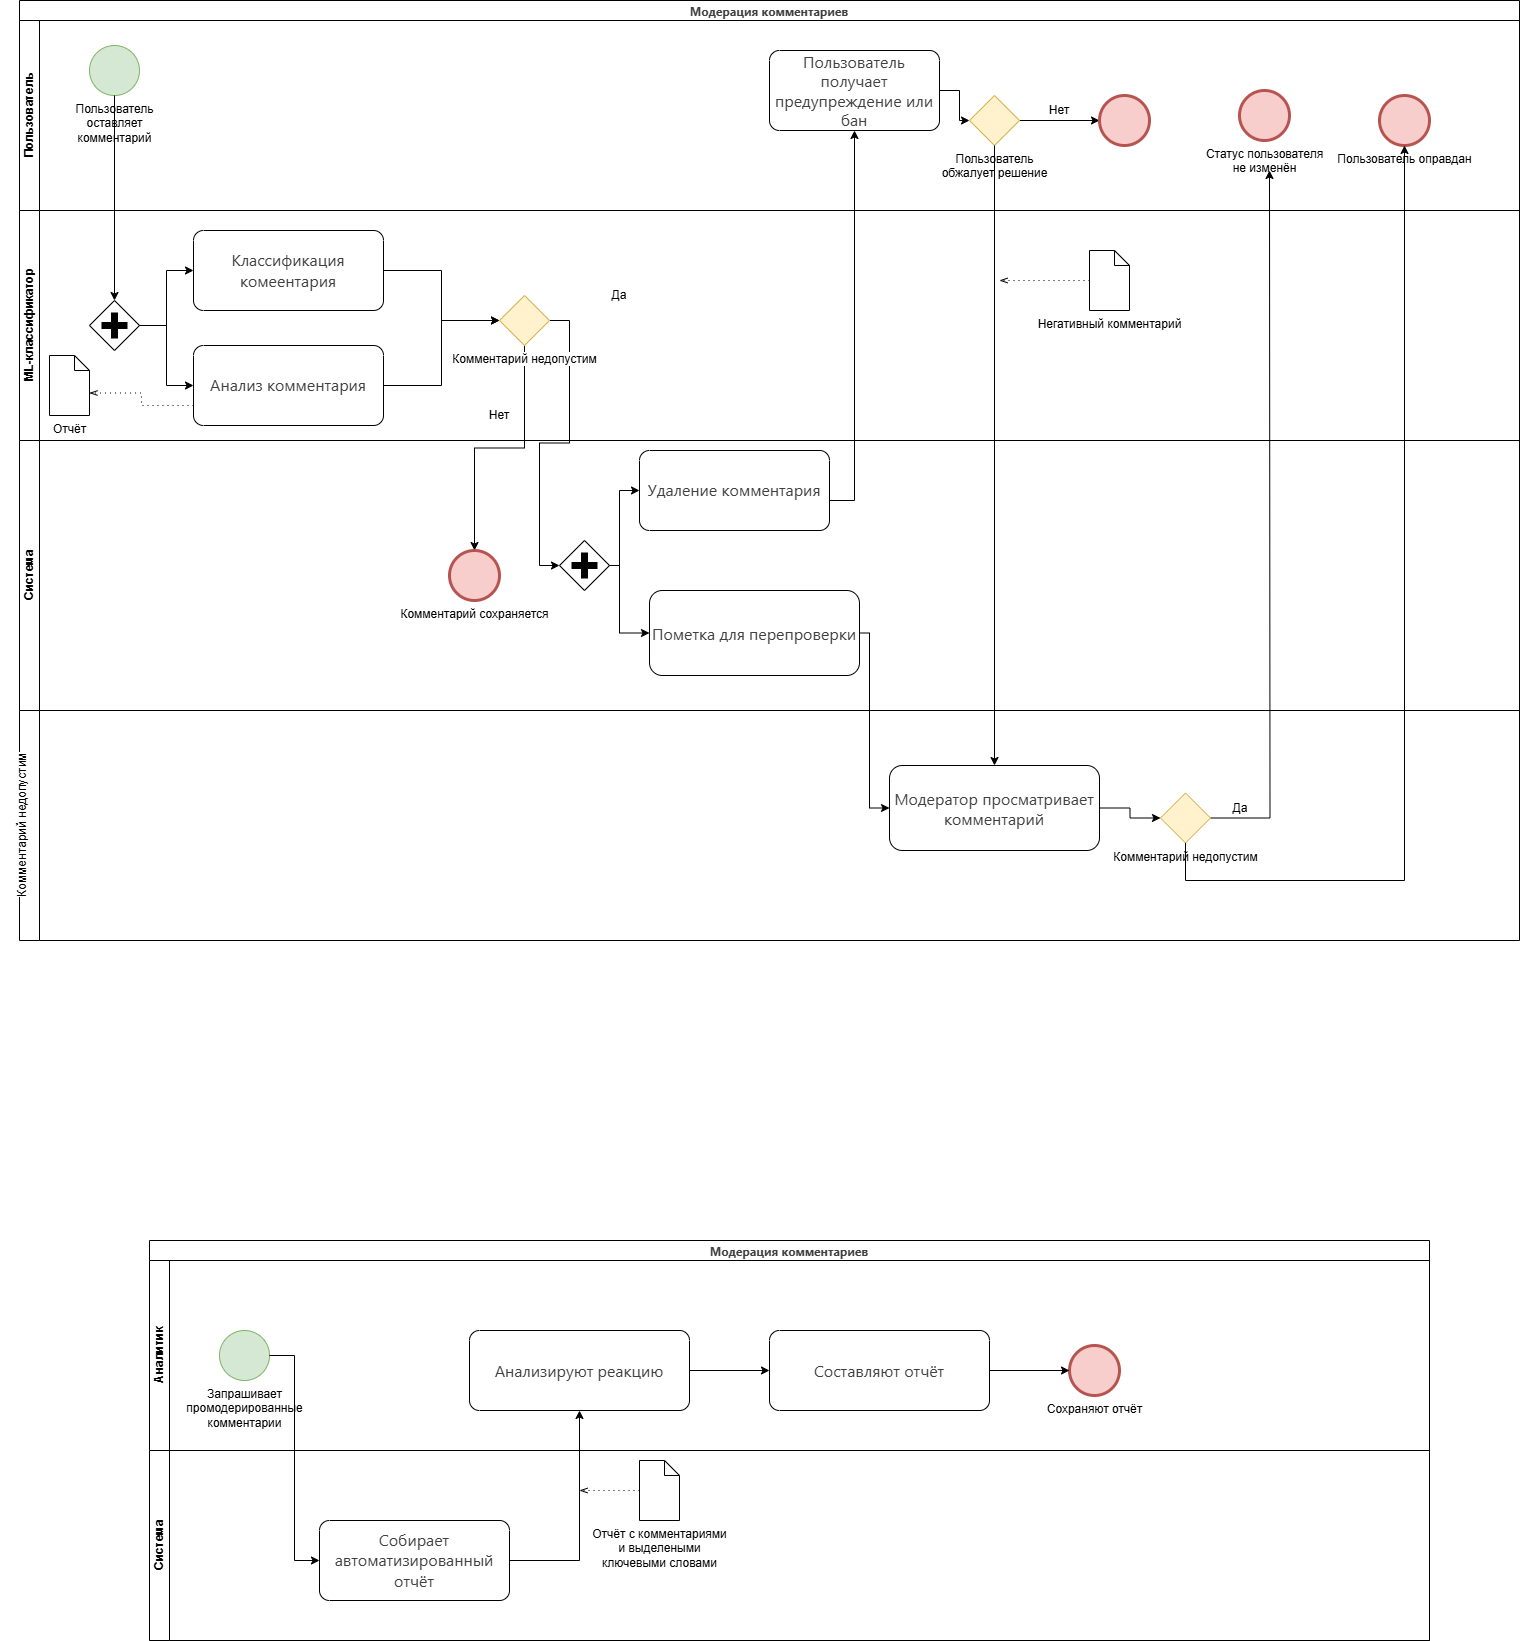 Модерация комментариев
Пользователь
Пользователь
оставляет
комментарий
Пользователь
получает
предупреждение или
бан
Пользователь
обжалует решение
Нет
Статус пользователя
не изменён
Пользователь оправдан
ML-классификатор
Классификация
комеентария
Анализ комментария
Отчёт
Комментарий недопустим
Да
Нет
Негативный комментарий
Система
Удаление комментария
Комментарий сохраняется
Пометка для перепроверки
Комментарий недопустим
Модератор просматривает
комментарий
Да
Комментарий недопустим
Модерация комментариев
Аналитик
Запрашивает
промодерированные
комментарии
Анализируют реакцию
Составляют отчёт
Сохраняют отчёт
Система
Собирает
автоматизированный
отчёт
Отчёт с комментариями
и выделеными
ключевыми словами